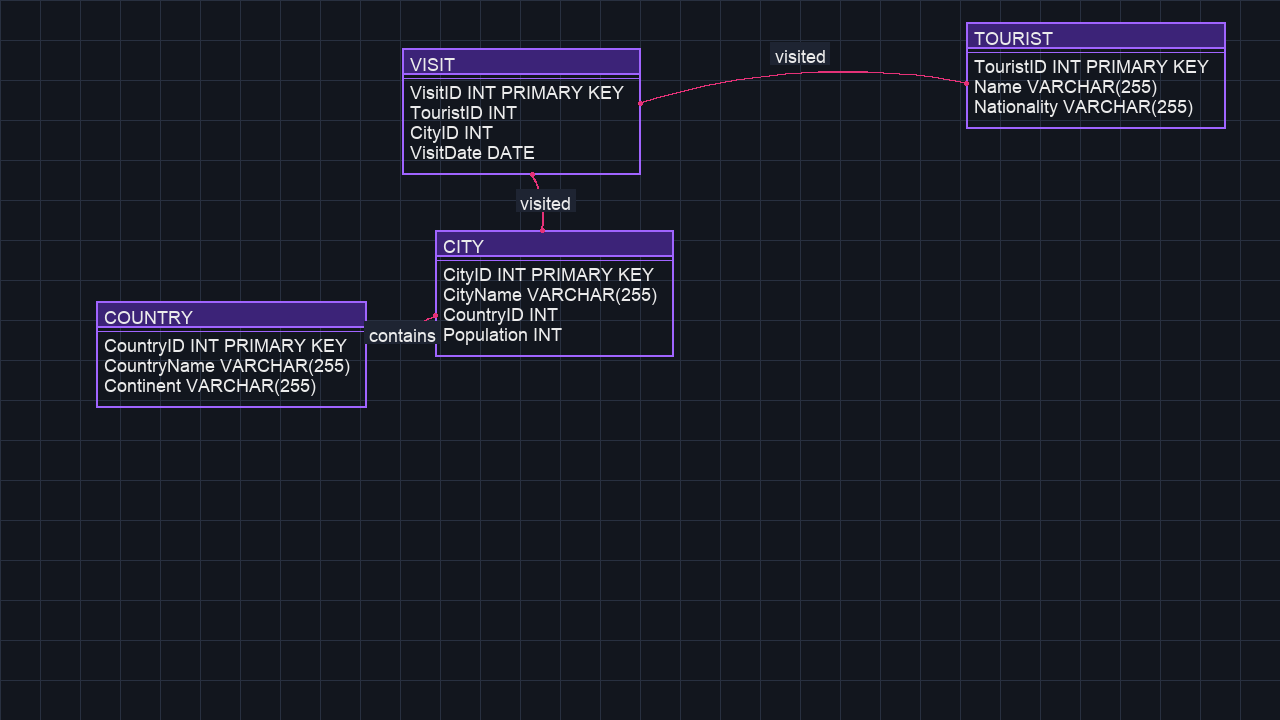 VISIT
VisitID INT PRIMARY KEY
TouristID INT
CityID INT
VisitDate DATE
visited
TOURIST
TouristID INT PRIMARY KEY
Name VARCHAR(255)
Nationality VARCHAR(255)
visited
CITY
CityID INT PRIMARY KEY
CityName VARCHAR(255)
CountryID INT
Population INT
contains
COUNTRY
CountryID INT PRIMARY KEY
CountryName VARCHAR(255)
Continent VARCHAR(255)